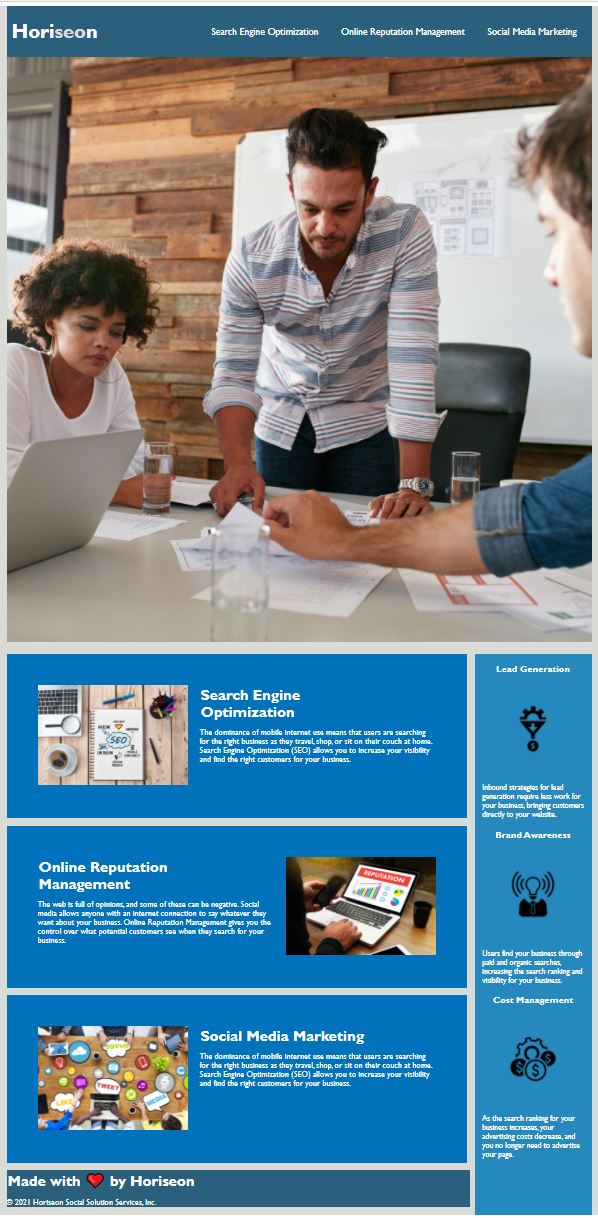 Horiseon
Search Engine Optimization
Online Reputation Management
Social Media Marketing
Search Engine
Optimization
The dominance of mobile internet use means that users are searching
for the right business as they travel, shop, or sit on their couch at home.
Search Engine Optimization (SEO) allows you to increase your visibility
and find the right customers for your business.
SEO
Online Reputation
Management
The web is full of opinions, and some of these can be negative. Social
media allows anyone with an internet connection to say whatever they
want about your business. Online Reputation Management gives you the
control over what potential customers see when they search for your
business.
REPUTATION
Social Media Marketing
The dominance of mobile internet use means that users are searching
for the right business as they travel, shop, or sit on their couch at home.
Search Engine Optimization (SEO) allows you to increase your visibility
and find the right customers for your business.
SHARE
TWEET
LIKE
MEDIA
Lead Generation
Inbound strategies for lead
generation require less work for
your business, bringing customers
directly to your website.
Brand Awareness
Users find your business through
paid and organic searches,
increasing the search ranking and
visibility for your business.
Cost Management
As the search ranking for your
business increases, your
advertising costs decrease, and
you no longer need to advertise
your page.
Made with ❤️ by Horiseon
© 2021 Horiseon Social Solution Services, Inc.